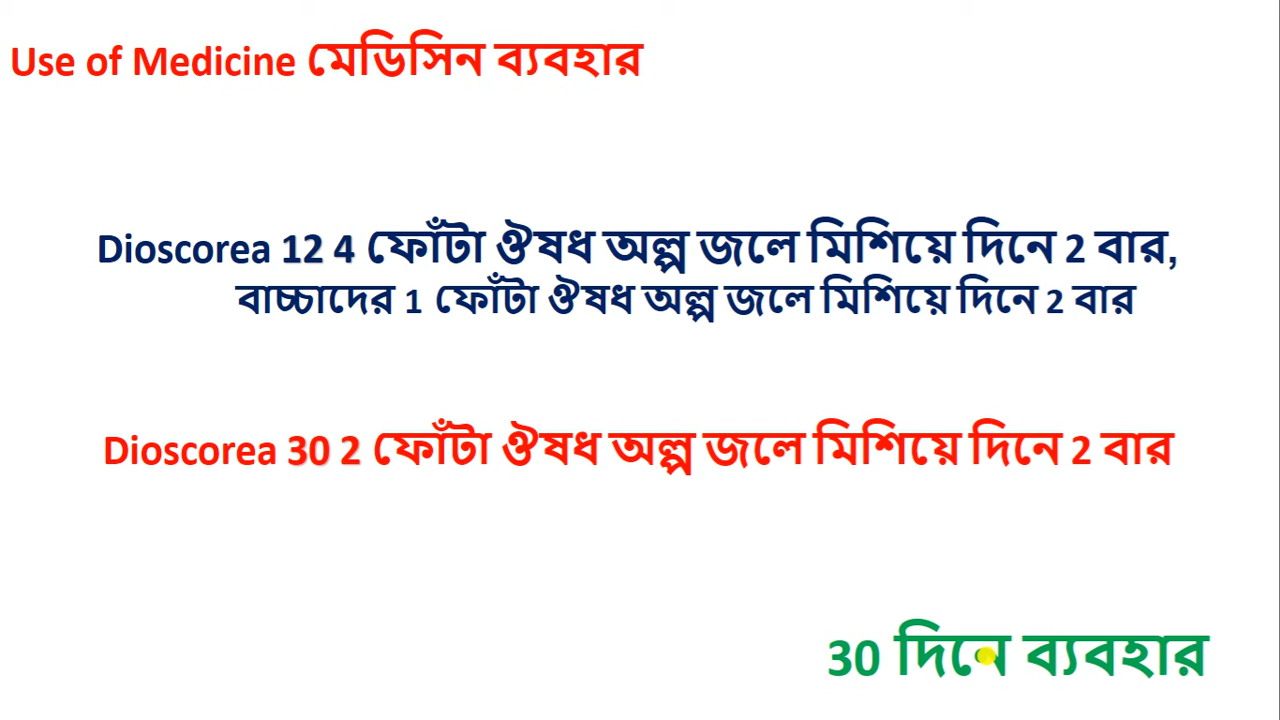 Use of Medicine মেডিসিন ব্যবহার
Dioscorea 12 4 ফোঁটা ঔষধ অল্প জলে মিশিয়ে দিনে 2 বার,
বাচ্চাদের 1 ফোঁটা ঔষধ অল্প জলে মিশিয়ে দিনে 2 বার
Dioscorea 30 2 ফোঁটা ঔষধ অল্প জলে মিশিয়ে দিনে 2 বার
30 দিনে ব্যবহার